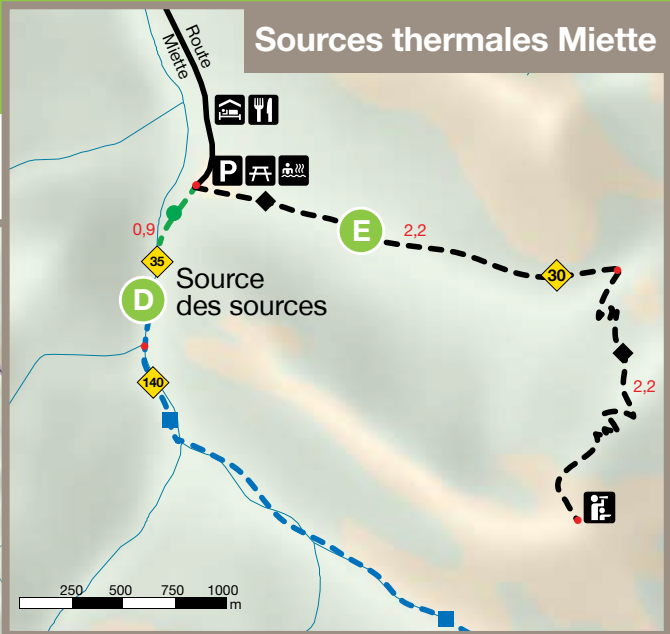 Sources thermales Miette
Route
Miette
P
0,9
E
2,2
35
30
D
Source
des sources
140
2,2
250 500 750 1000
m